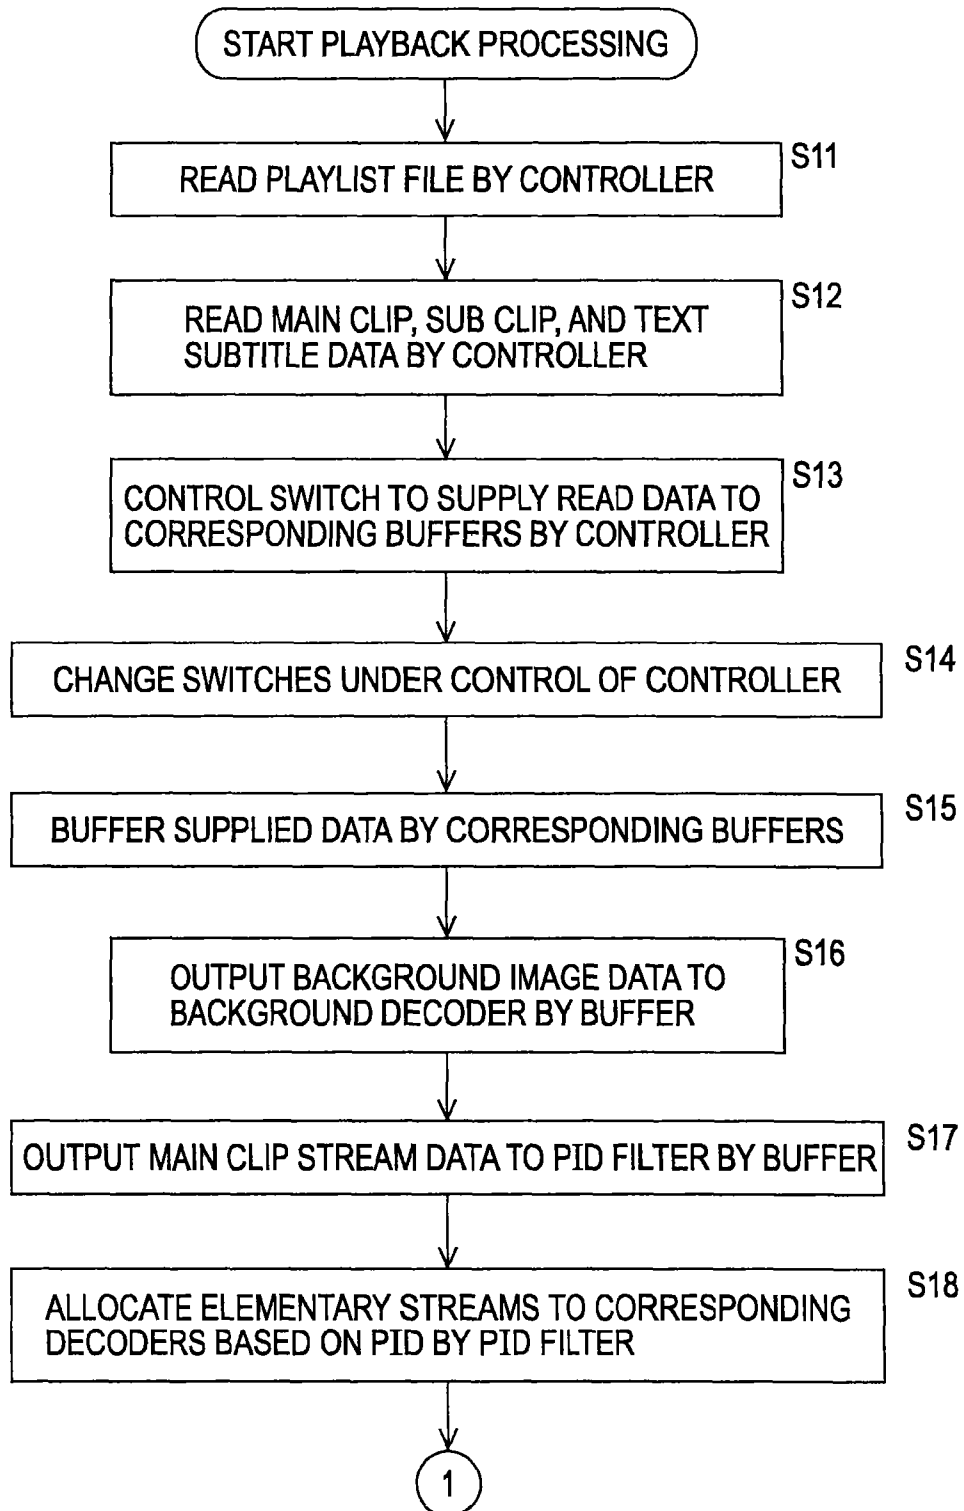 START PLAYBACK PROCESSING
S11
READ PLAYLIST FILE BY CONTROLLER
S12
READ MAIN CLIP, SUB CLIP, AND TEXT
SUBTITLE DATA BY CONTROLLER
S13
CONTROL SWITCH TO SUPPLY READ DATA TO
CORRESPONDING BUFFERS BY CONTROLLER
S14
CHANGE SWITCHES UNDER CONTROL OF CONTROLLER
S15
BUFFER SUPPLIED DATA BY CORRESPONDING BUFFERS
S16
OUTPUT BACKGROUND IMAGE DATA TO
BACKGROUND DECODER BY BUFFER
S17
OUTPUT MAIN CLIP STREAM DATA TO PID FILTER BY BUFFER
S18
ALLOCATE ELEMENTARY STREAMS TO CORRESPONDING
DECODERS BASED ON PID BY PID FILTER
1